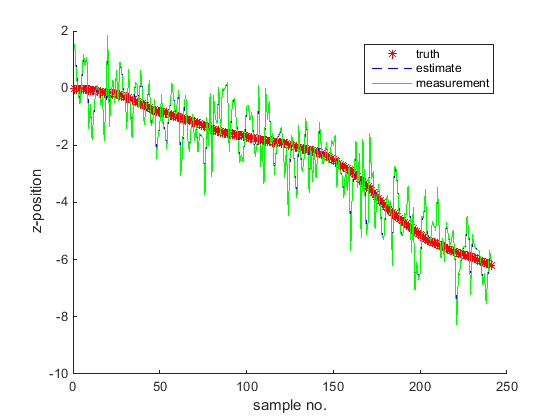 2
0
-2
-4
-6
-8
-10
0
50
100
150
200
250
z-position
sample no.
truth
estimate
measurement